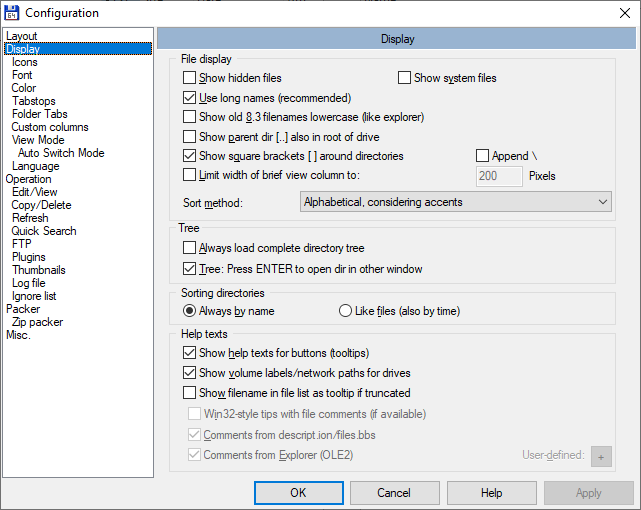 64
Configuration
Layout
Display
Icons
Font
Color
Tabstops
Folder Tabs
Custom columns
View Mode
Auto Switch Mode
Language
Operation
Edit/View
Copy/Delete
Refresh
Quick Search
FTP
Plugins
Thumbnails
Log file
Ignore list
Packer
Zip packer
Misc.
Display
File display
Show hidden files Show system files
Use long names (recommended)
Show old 8.3 filenames lowercase (like explorer)
Show parent dir [..] also in root of drive
Show square brackets [ ] around directories Append \
Limit width of brief view column to: 200 Pixels
Sort method: Alphabetical, considering accents
Tree
Always load complete directory tree
Tree: Press ENTER to open dir in other window
Sorting directories
Always by name Like files (also by time)
Help texts
Show help texts for buttons (tooltips)
Show volume labels/network paths for drives
Show filename in file list as tooltip if truncated
Win32-style tips with file comments (if available)
Comments from descript.ion/files.bbs
Comments from Explorer (OLE2) User-defined: +
OK Cancel Help Apply